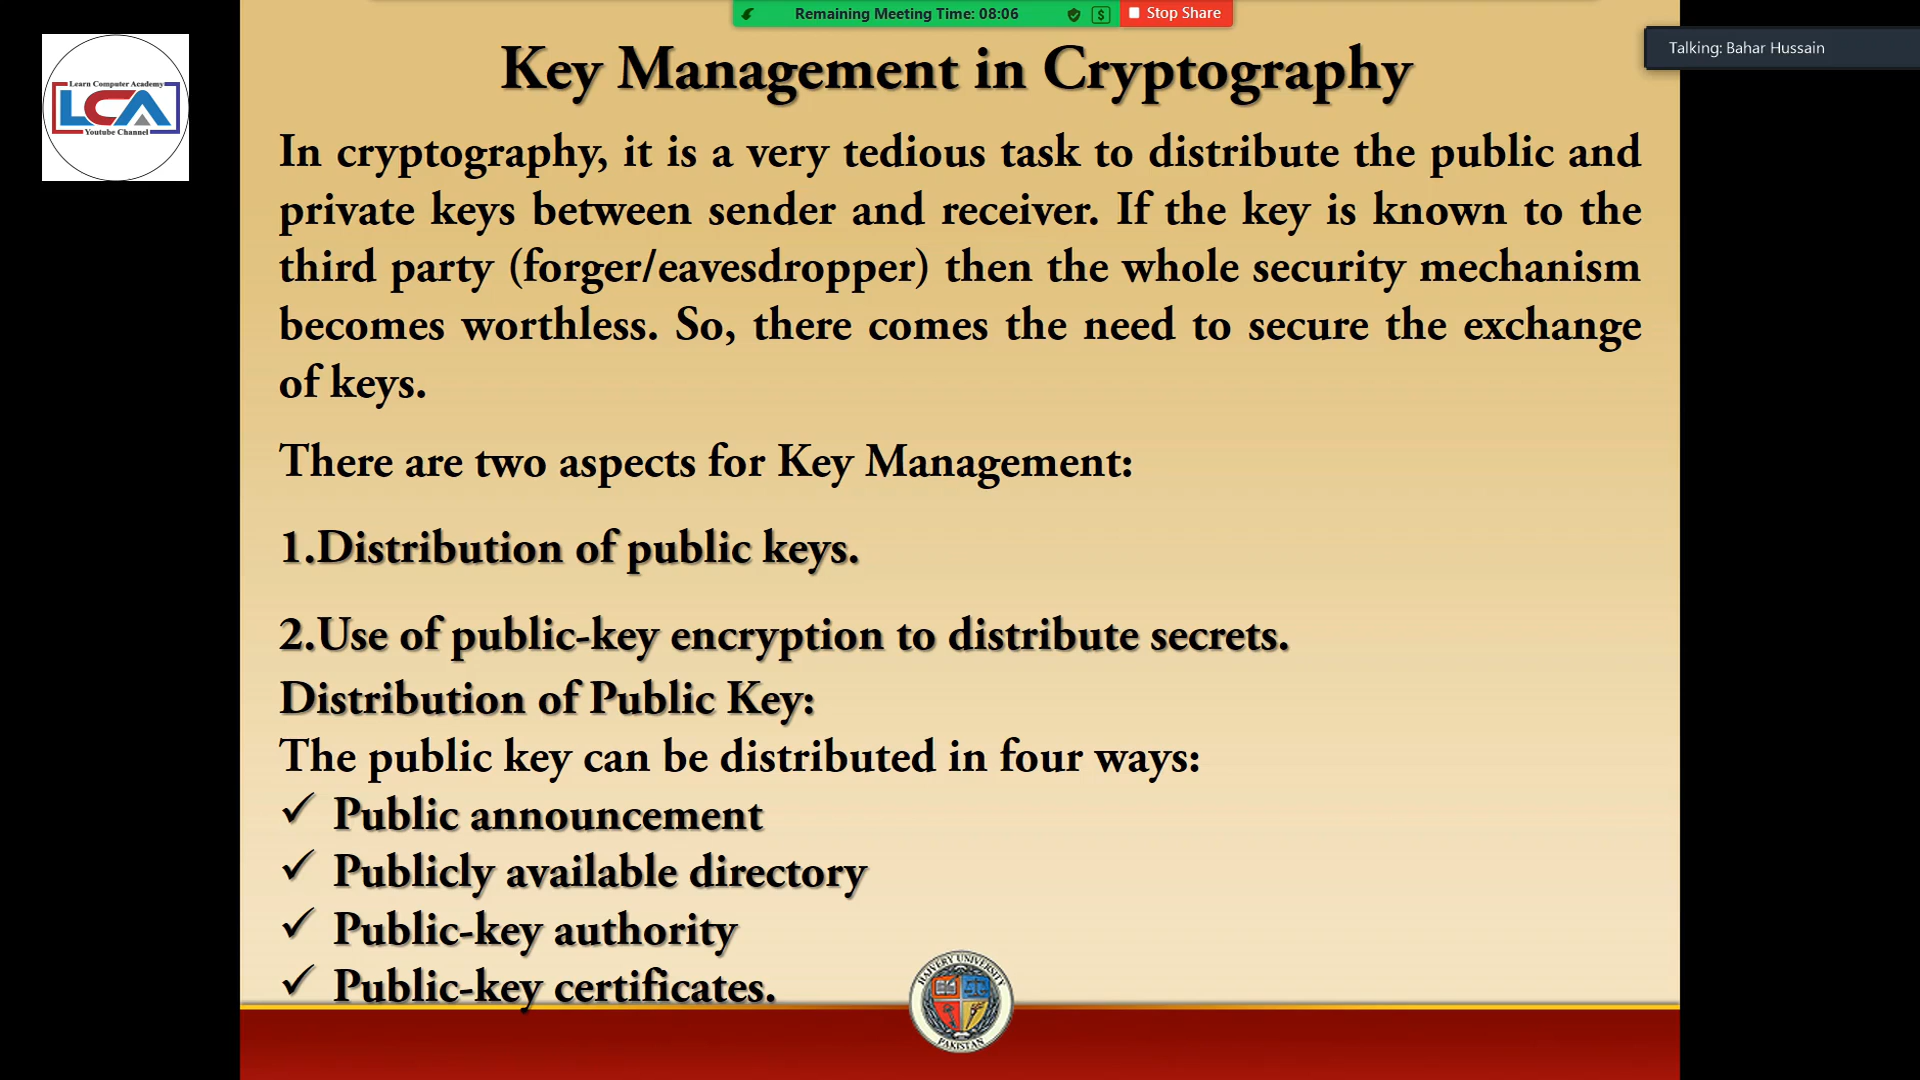 Remaining Meeting Time: 08:06
Stop Share
Talking: Bahar Hussain
Learn Computer Academy
LCA
Youtube Channel
Key Management in Cryptography
In cryptography, it is a very tedious task to distribute the public and
private keys between sender and receiver. If the key is known to the
third party (forger/eavesdropper) then the whole security mechanism
becomes worthless. So, there comes the need to secure the exchange
of keys.
There are two aspects for Key Management:
1.Distribution of public keys.
2.Use of public-key encryption to distribute secrets.
Distribution of Public Key:
The public key can be distributed in four ways:
✓ Public announcement
✓ Publicly available directory
✓ Public-key authority
✓ Public-key certificates.
HAIVERY UNIVERSITY
PAKISTAN